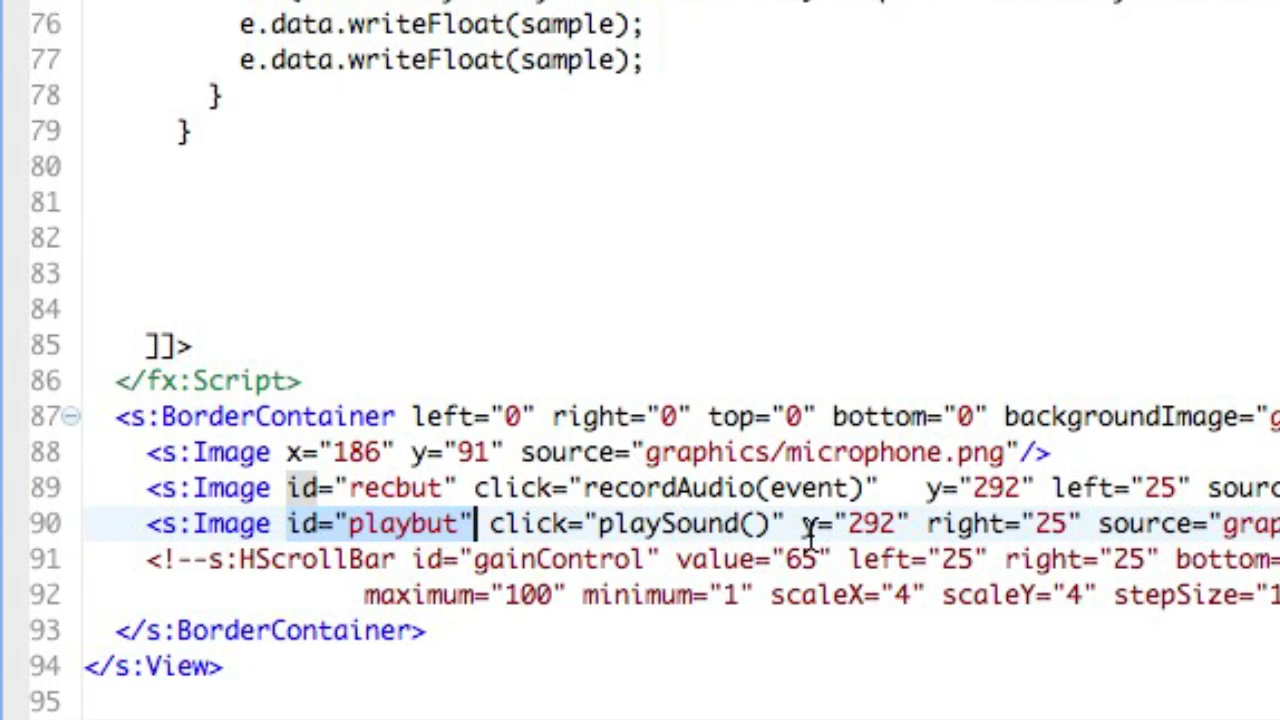 76 e.data.writeFloat(sample);
77 e.data.writeFloat(sample);
78 }
79 }
80
81
82
83
84
85 ]]>
86 </fx:Script>
87 <s:BorderContainer left="0" right="0" top="0" bottom="0" backgroundImage="g
88 <s:Image x="186" y="91" source="graphics/microphone.png"/>
89 <s:Image id="recbut" click="recordAudio(event)" y="292" left="25" sourc
90 <s:Image id="playbut" click="playSound()" y="292" right="25" source="grap
91 <!--s:HScrollBar id="gainControl" value="65" left="25" right="25" bottom=
92 maximum="100" minimum="1" scaleX="4" scaleY="4" stepSize="1
93 </s:BorderContainer>
94 </s:View>
95